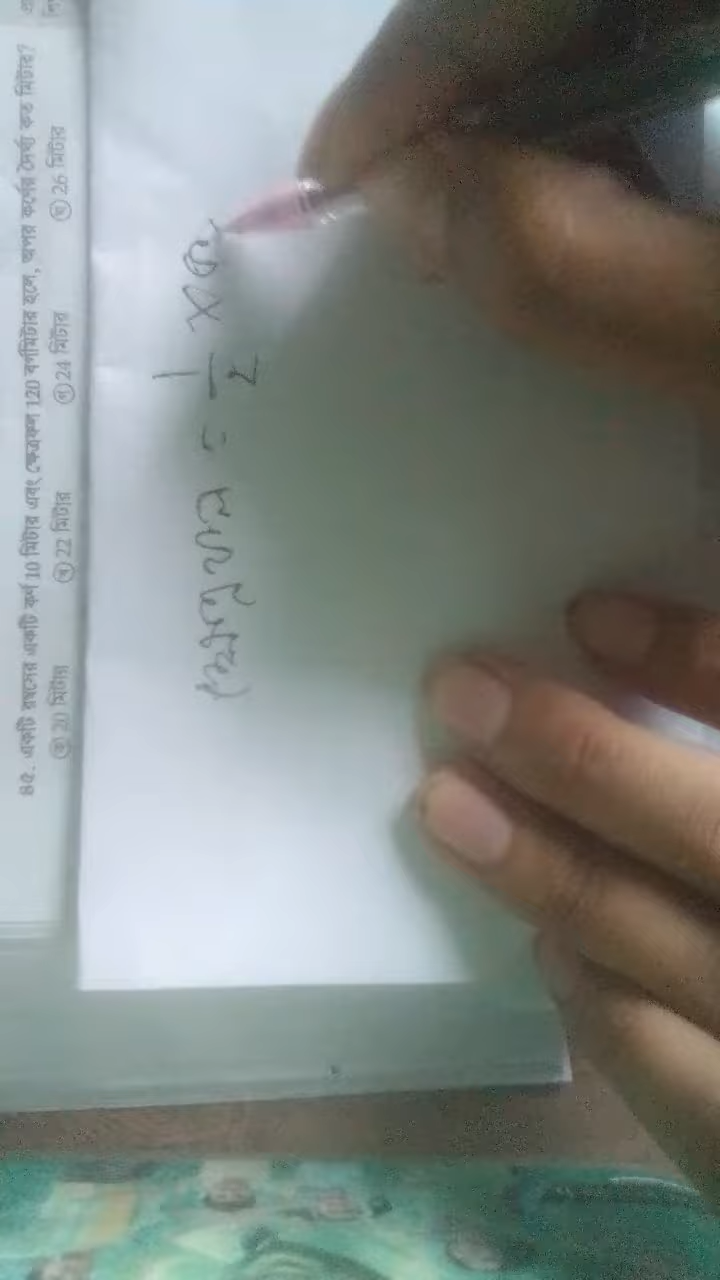 ৪৫. একটি রম্বসের একটি কর্ণ 10 মিটার এবং ক্ষেত্রফল 120 বর্গমিটার হলে, অপর কর্ণের দৈর্ঘ্য কত মিটার?
ক 20 মিটার খ 22 মিটার গ 24 মিটার ঘ 26 মিটার
ক্ষেত্রফল = 1/2 × ক